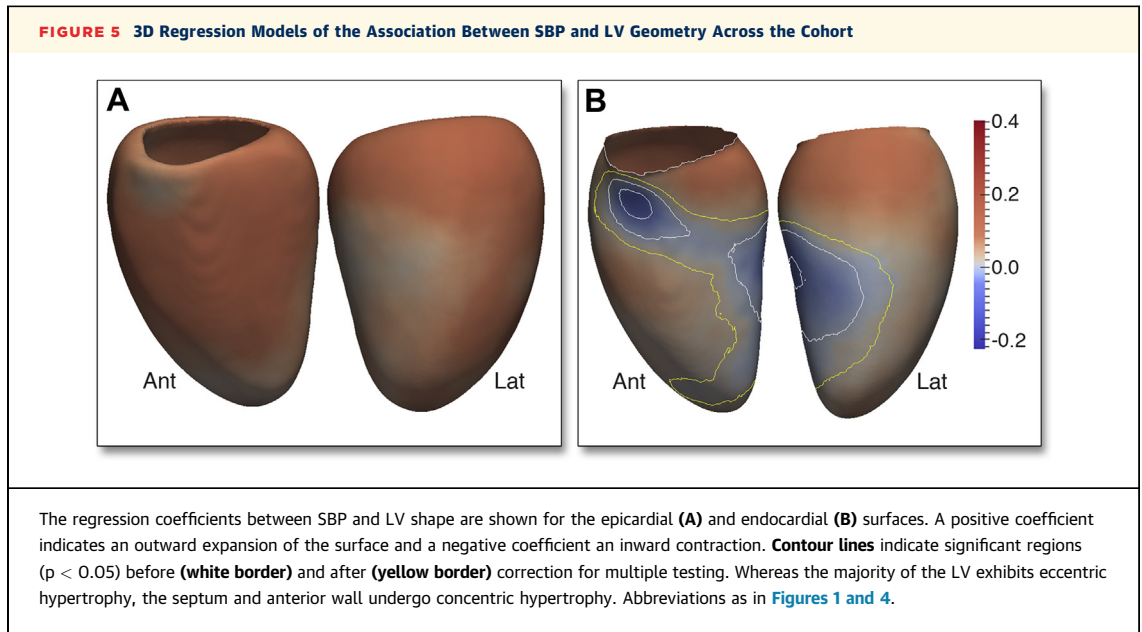 FIGURE 5 3D Regression Models of the Association Between SBP and LV Geometry Across the Cohort
A
B
0.4
0.2
0.0
-0.2
Ant
Lat
Ant
Lat
The regression coefficients between SBP and LV shape are shown for the epicardial (A) and endocardial (B) surfaces. A positive coefficient
indicates an outward expansion of the surface and a negative coefficient an inward contraction. Contour lines indicate significant regions
(p < 0.05) before (white border) and after (yellow border) correction for multiple testing. Whereas the majority of the LV exhibits eccentric
hypertrophy, the septum and anterior wall undergo concentric hypertrophy. Abbreviations as in Figures 1 and 4.